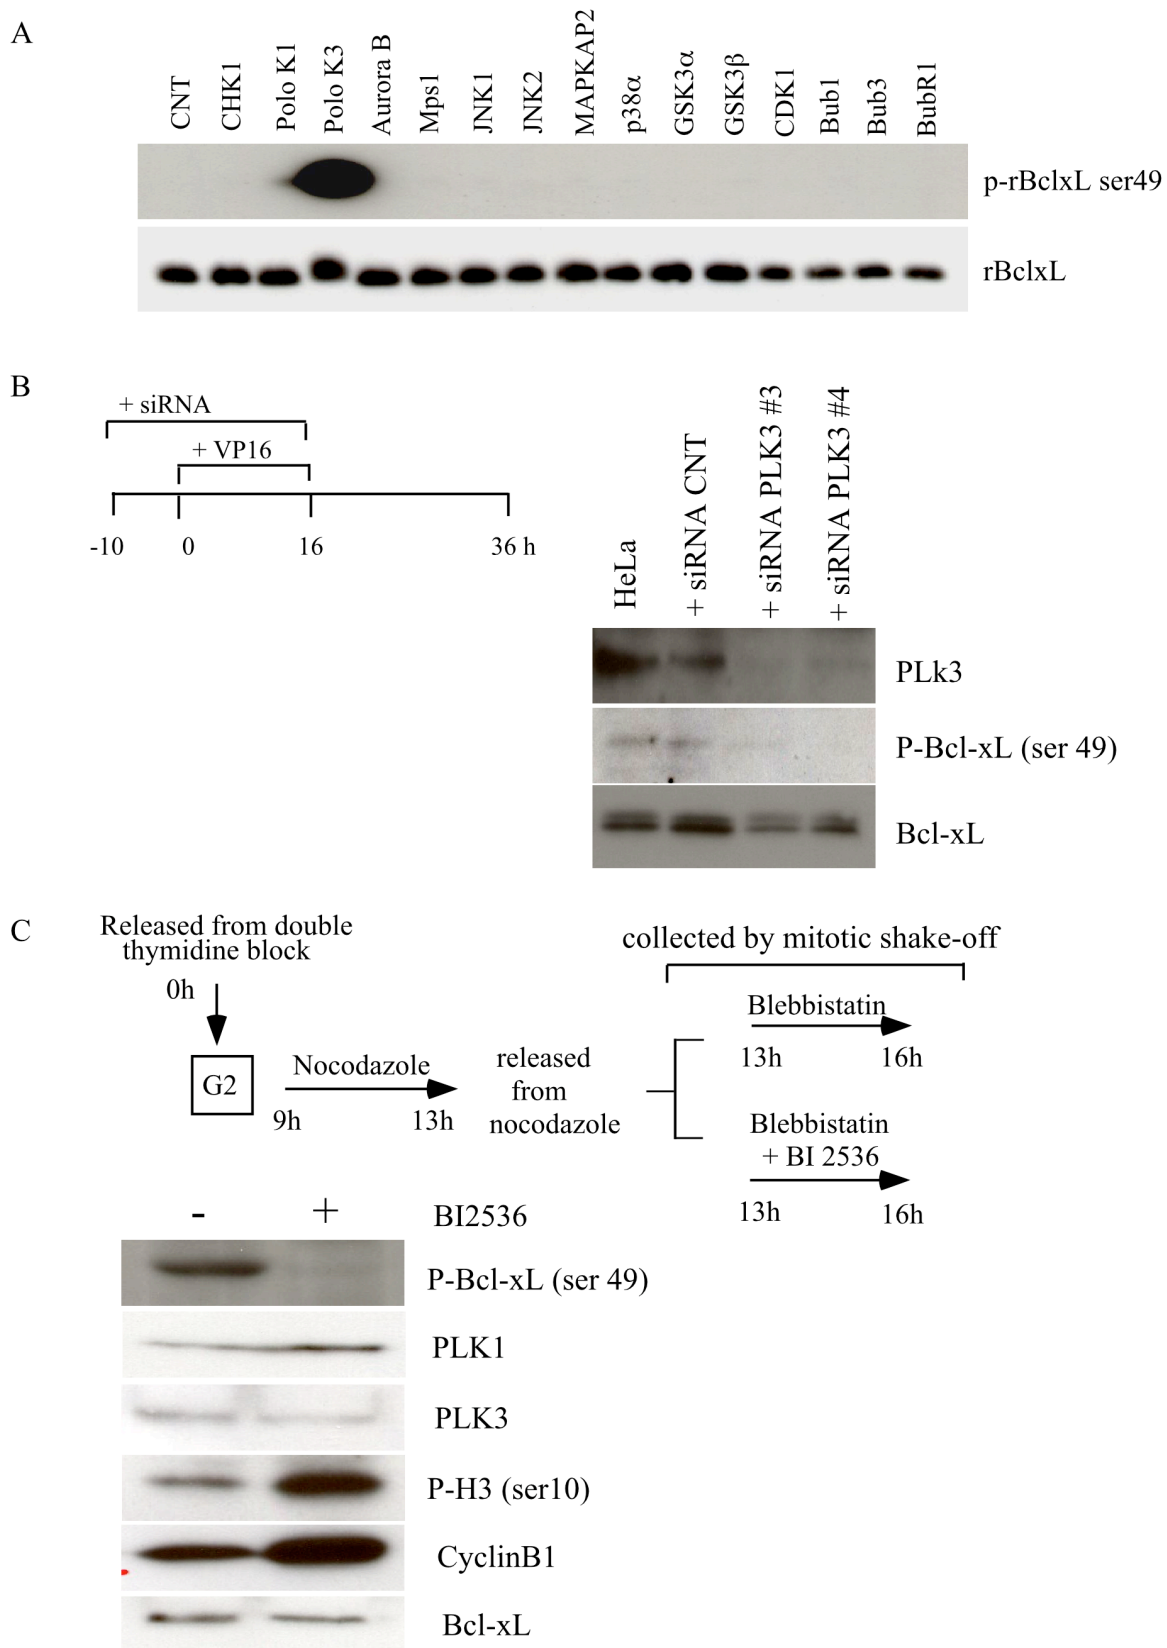 A
CNT
CHK1
Polo K1
Polo K3
Aurora B
Mps1
JNK1
JNK2
MAPKAP2
p38α
GSK3α
GSK3β
CDK1
Bub1
Bub3
BubR1
p-rBclxL ser49
rBclxL
B
+ siRNA
+ VP16
-10 0 16 36 h
HeLa
+ siRNA CNT
+ siRNA PLK3 #3
+ siRNA PLK3 #4
PLk3
P-Bcl-xL (ser 49)
Bcl-xL
C
Released from double
thymidine block
0h
G2
Nocodazole
9h 13h
released
from
nocodazole
collected by mitotic shake-off
Blebbistatin
13h 16h
Blebbistatin
+ BI 2536
13h 16h
- + BI2536
P-Bcl-xL (ser 49)
PLK1
PLK3
P-H3 (ser10)
CyclinB1
Bcl-xL